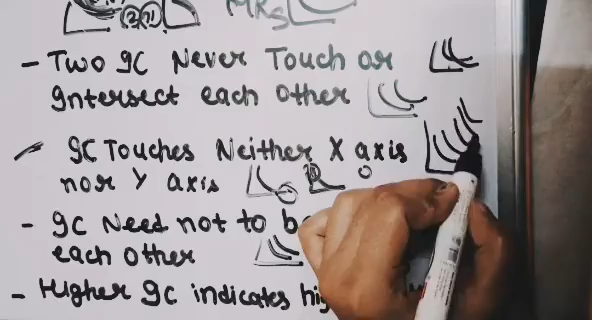 MRS
- Two IC Never Touch or
Intersect each other
- IC Touches Neither X axis
nor Y axis
- IC Need not to be
each other
- Higher IC indicates